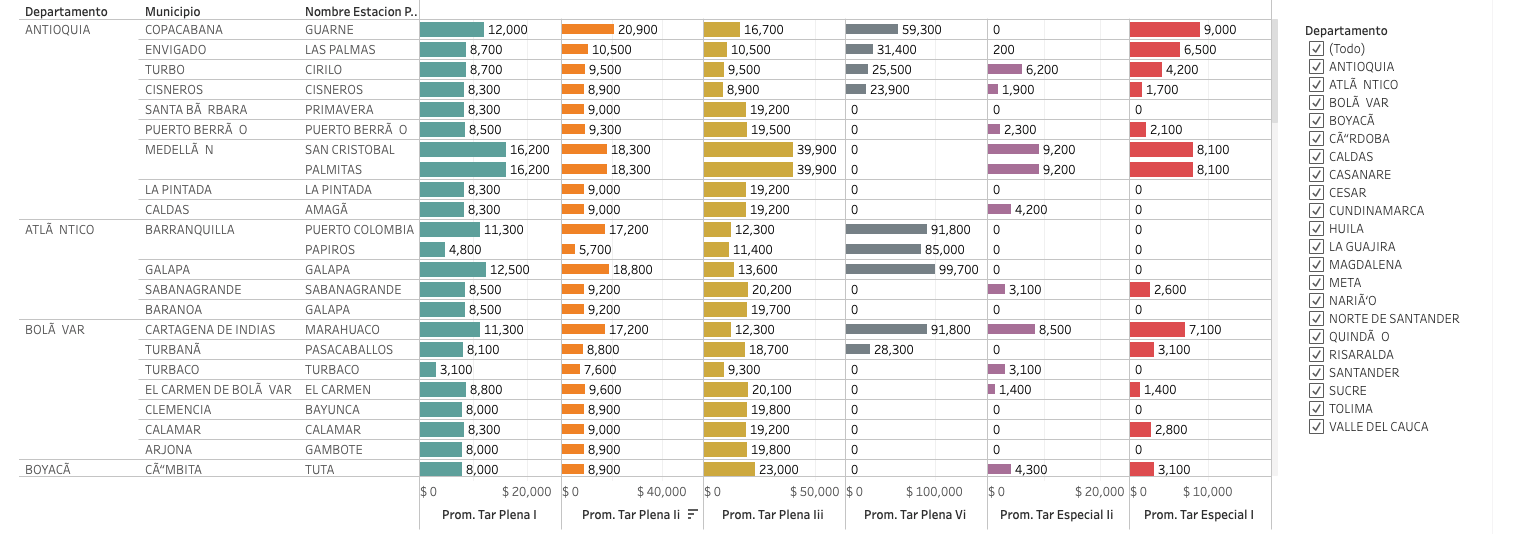 Departamento Municipio Nombre Estacion P..
ANTIOQUIA COPACABANA GUARNE 12,000 20,900 16,700 59,300 0 9,000
ENVIGADO LAS PALMAS 8,700 10,500 10,500 31,400 200 6,500
TURBO CIRILO 8,700 9,500 9,500 25,500 6,200 4,200
CISNEROS CISNEROS 8,300 8,900 8,900 23,900 1,900 1,700
SANTA BÃ RBARA PRIMAVERA 8,300 9,000 19,200 0 0 0
PUERTO BERRÃ O PUERTO BERRÃ O 8,500 9,300 19,500 0 2,300 2,100
MEDELLÃ N SAN CRISTOBAL 16,200 18,300 39,900 0 9,200 8,100
PALMITAS 16,200 18,300 39,900 0 9,200 8,100
LA PINTADA LA PINTADA 8,300 9,000 19,200 0 0 0
CALDAS AMAGÃ 8,300 9,000 19,200 0 4,200 0
ATLÃ NTICO BARRANQUILLA PUERTO COLOMBIA 11,300 17,200 12,300 91,800 0 0
PAPIROS 4,800 5,700 11,400 85,000 0 0
GALAPA GALAPA 12,500 18,800 13,600 99,700 0 0
SABANAGRANDE SABANAGRANDE 8,500 9,200 20,200 0 3,100 2,600
BARANOA GALAPA 8,500 9,200 19,700 0 0 0
BOLÃ VAR CARTAGENA DE INDIAS MARAHUACO 11,300 17,200 12,300 91,800 8,500 7,100
TURBANÃ PASACABALLOS 8,100 8,800 18,700 28,300 0 3,100
TURBACO TURBACO 3,100 7,600 9,300 0 3,100 0
EL CARMEN DE BOLÃ VAR EL CARMEN 8,800 9,600 20,100 0 1,400 1,400
CLEMENCIA BAYUNCA 8,000 8,900 19,800 0 0 0
CALAMAR CALAMAR 8,300 9,000 19,200 0 0 2,800
ARJONA GAMBOTE 8,000 8,900 19,800 0 0 0
BOYACÃ CÃ“MBITA TUTA 8,000 8,900 23,000 0 4,300 3,100
$ 0 $ 20,000 $ 0 $ 40,000 $ 0 $ 50,000 $ 0 $ 100,000 $ 0 $ 20,000 $ 0 $ 10,000
Prom. Tar Plena I Prom. Tar Plena Ii Prom. Tar Plena Iii Prom. Tar Plena Vi Prom. Tar Especial Ii Prom. Tar Especial I
Departamento
(Todo)
ANTIOQUIA
ATLÃ NTICO
BOLÃ VAR
BOYACÃ
CÃ“RDOBA
CALDAS
CASANARE
CESAR
CUNDINAMARCA
HUILA
LA GUAJIRA
MAGDALENA
META
NARIÃ‘O
NORTE DE SANTANDER
QUINDÃ O
RISARALDA
SANTANDER
SUCRE
TOLIMA
VALLE DEL CAUCA